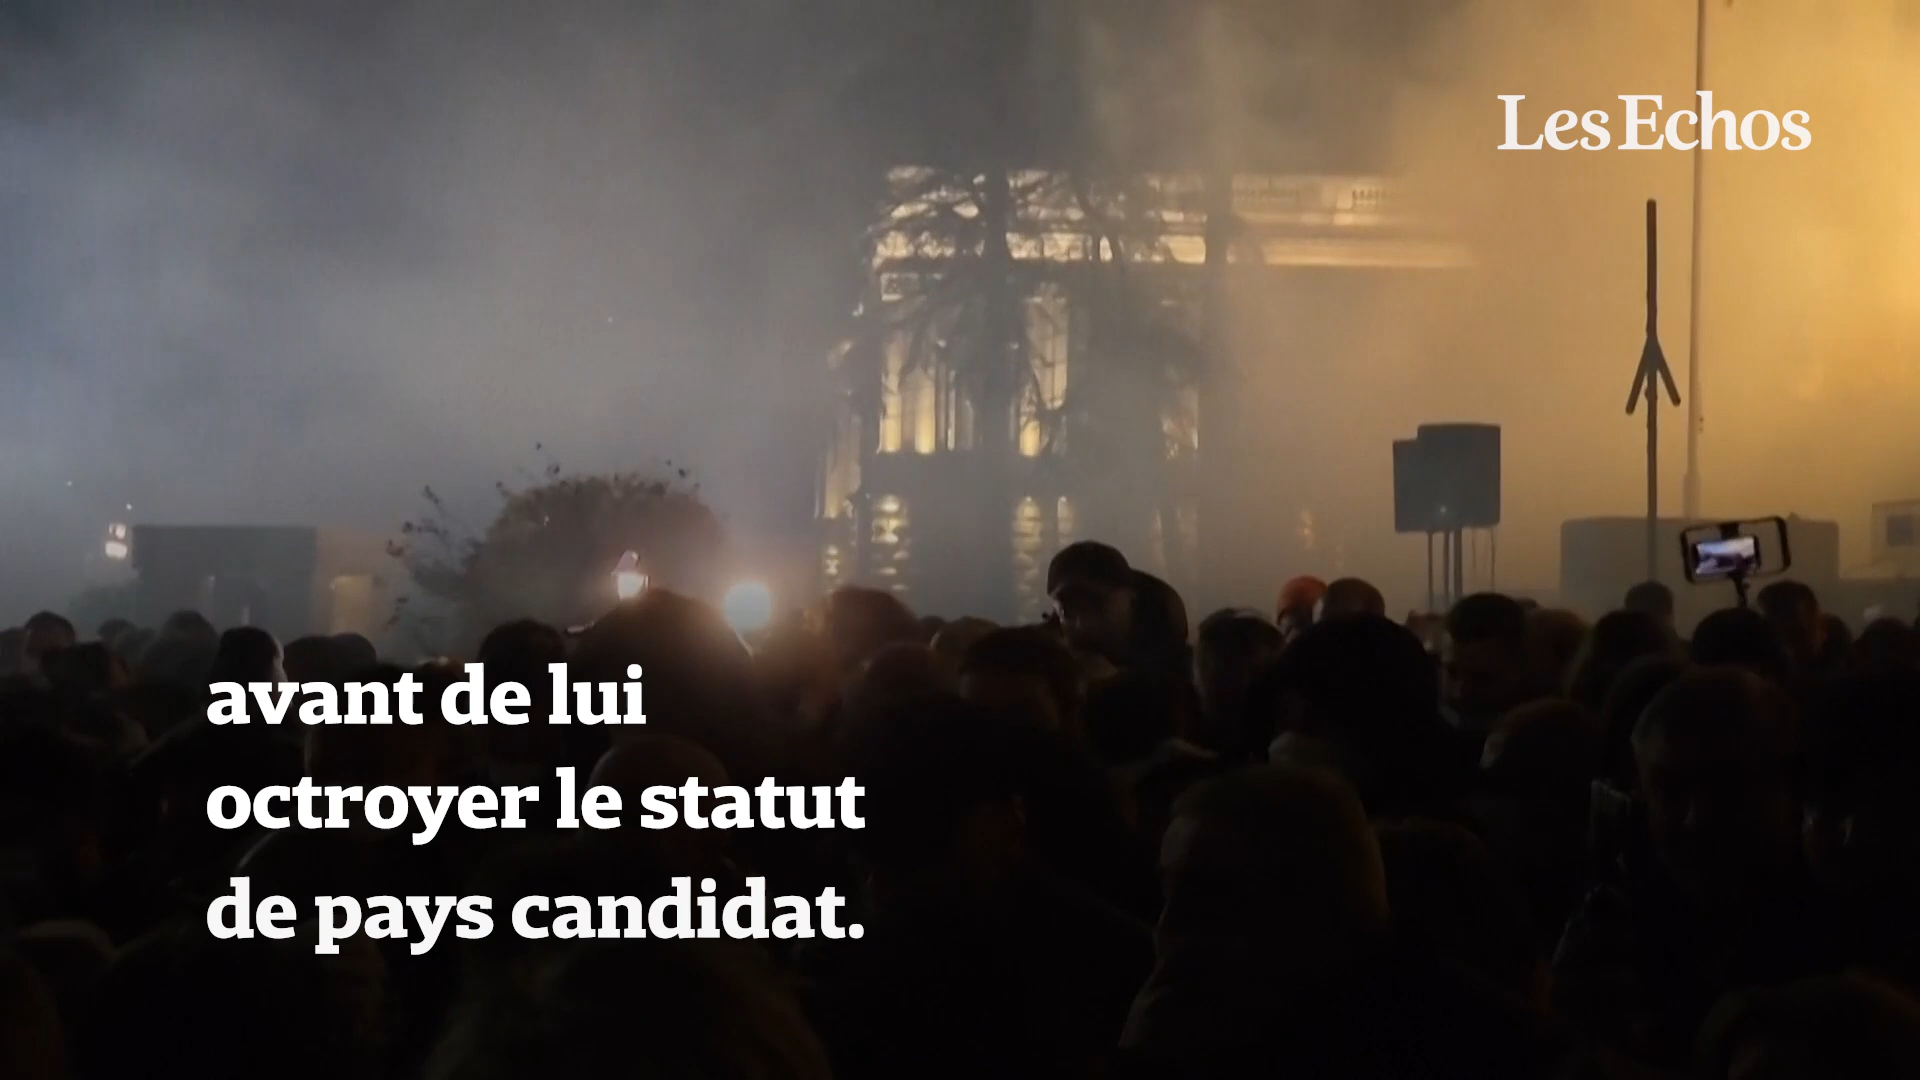 Les Echos
avant de lui
octroyer le statut
de pays candidat.